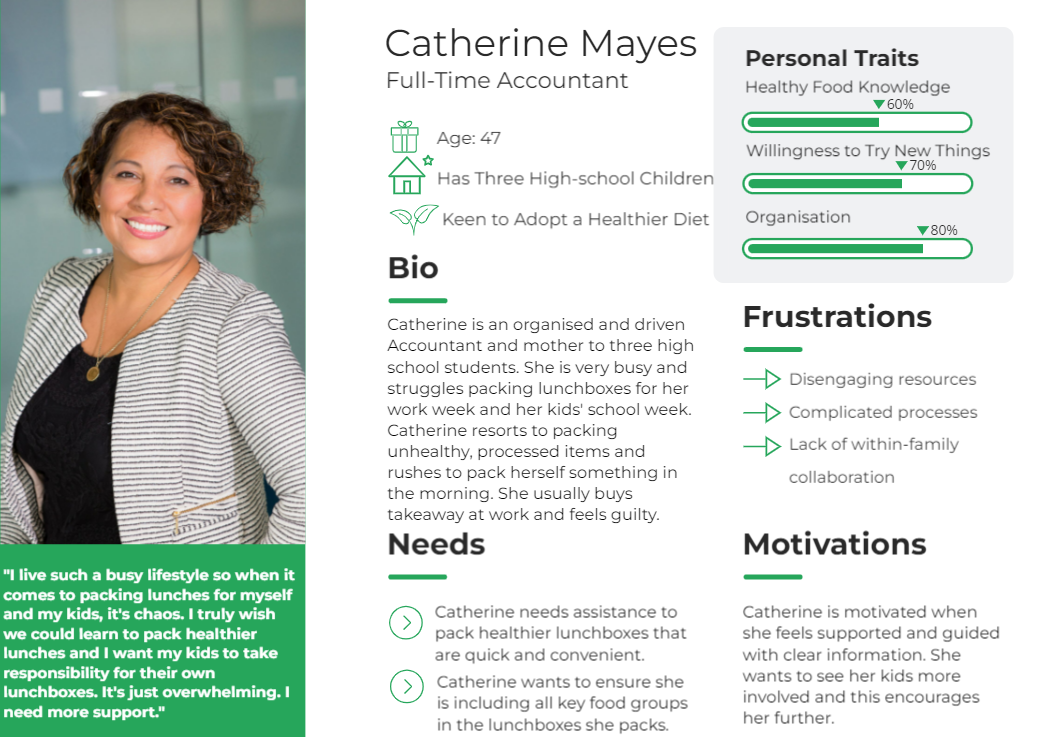 Catherine Mayes
Full-Time Accountant
Age: 47
Has Three High-school Children
Keen to Adopt a Healthier Diet
Bio
Catherine is an organised and driven
Accountant and mother to three high
school students. She is very busy and
struggles packing lunchboxes for her
work week and her kids' school week.
Catherine resorts to packing
unhealthy, processed items and
rushes to pack herself something in
the morning. She usually buys
takeaway at work and feels guilty.
Needs
Catherine needs assistance to
pack healthier lunchboxes that
are quick and convenient.
Catherine wants to ensure she
is including all key food groups
in the lunchboxes she packs.
Personal Traits
Healthy Food Knowledge
60%
Willingness to Try New Things
70%
Organisation
80%
Frustrations
Disengaging resources
Complicated processes
Lack of within-family
collaboration
Motivations
Catherine is motivated when
she feels supported and guided
with clear information. She
wants to see her kids more
involved and this encourages
her further.
"I live such a busy lifestyle so when it
comes to packing lunches for myself
and my kids, it's chaos. I truly wish
we could learn to pack healthier
lunches and I want my kids to take
responsibility for their own
lunchboxes. It's just overwhelming. I
need more support."